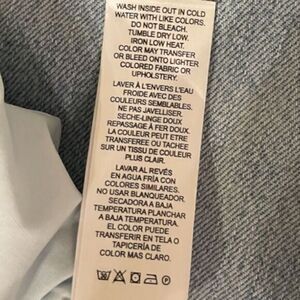 WASH INSIDE OUT IN COLD
WATER WITH LIKE COLORS.
DO NOT BLEACH.
TUMBLE DRY LOW.
IRON LOW HEAT.
COLOR MAY TRANSFER
OR BLEED ONTO LIGHTER
COLORED FABRIC OR
UPHOLSTERY.
LAVER À L'ENVERS L'EAU
FROIDE AVEC DES
COULEURS SEMBLABLES.
NE PAS JAVELLISER.
SECHE-LINGE DOUX
REPASSAGE À FER DOUX.
LA COULEUR PEUT ETRE
TRANSFEREE OU TACHEE
SUR UN TISSU DE COULEUR
PLUS CLAIR.
LAVAR AL REVÉS
EN AGUA FRÍA CON
COLORES SIMILARES.
NO USAR BLANQUEADOR.
SECADORA A BAJA
TEMPERATURA PLANCHAR
A BAJA TEMPERATURA.
EL COLOR PUEDE
TRANSFERIR EN TELA O
TAPICERÍA DE
COLOR MAS CLARO.